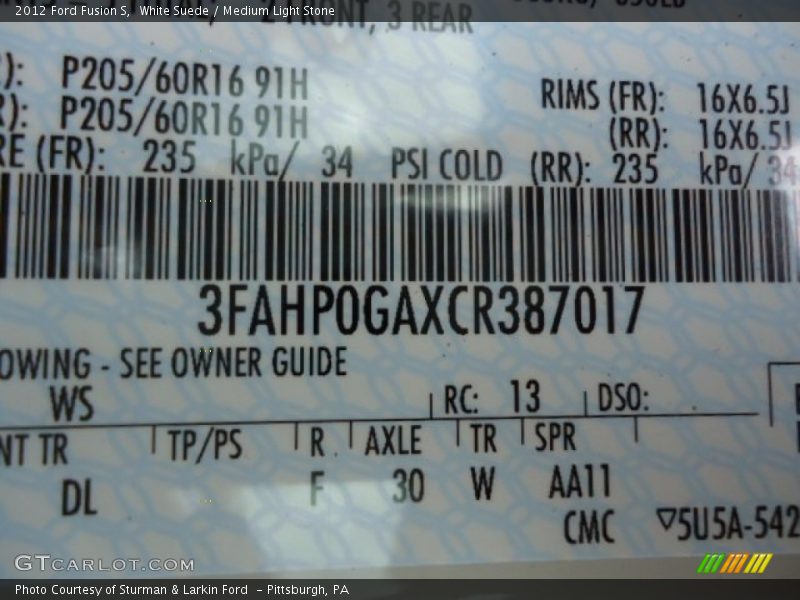 2012 Ford Fusion S, White Suede / Medium Light Stone
FRONT, 3 REAR
P205/60R16 91H RIMS (FR): 16X6.5J
P205/60R16 91H (RR): 16X6.5J
RE (FR): 235 kPa/ 34 PSI COLD (RR): 235 kPa/ 34
3FAHP0GAXCR387017
OWING - SEE OWNER GUIDE
WS RC: 13 DSO:
NT TR TP/PS R AXLE TR SPR
DL F 30 W AA11
CMC ▽5U5A-542
GTCARLOT.COM
Photo Courtesy of Sturman & Larkin Ford - Pittsburgh, PA